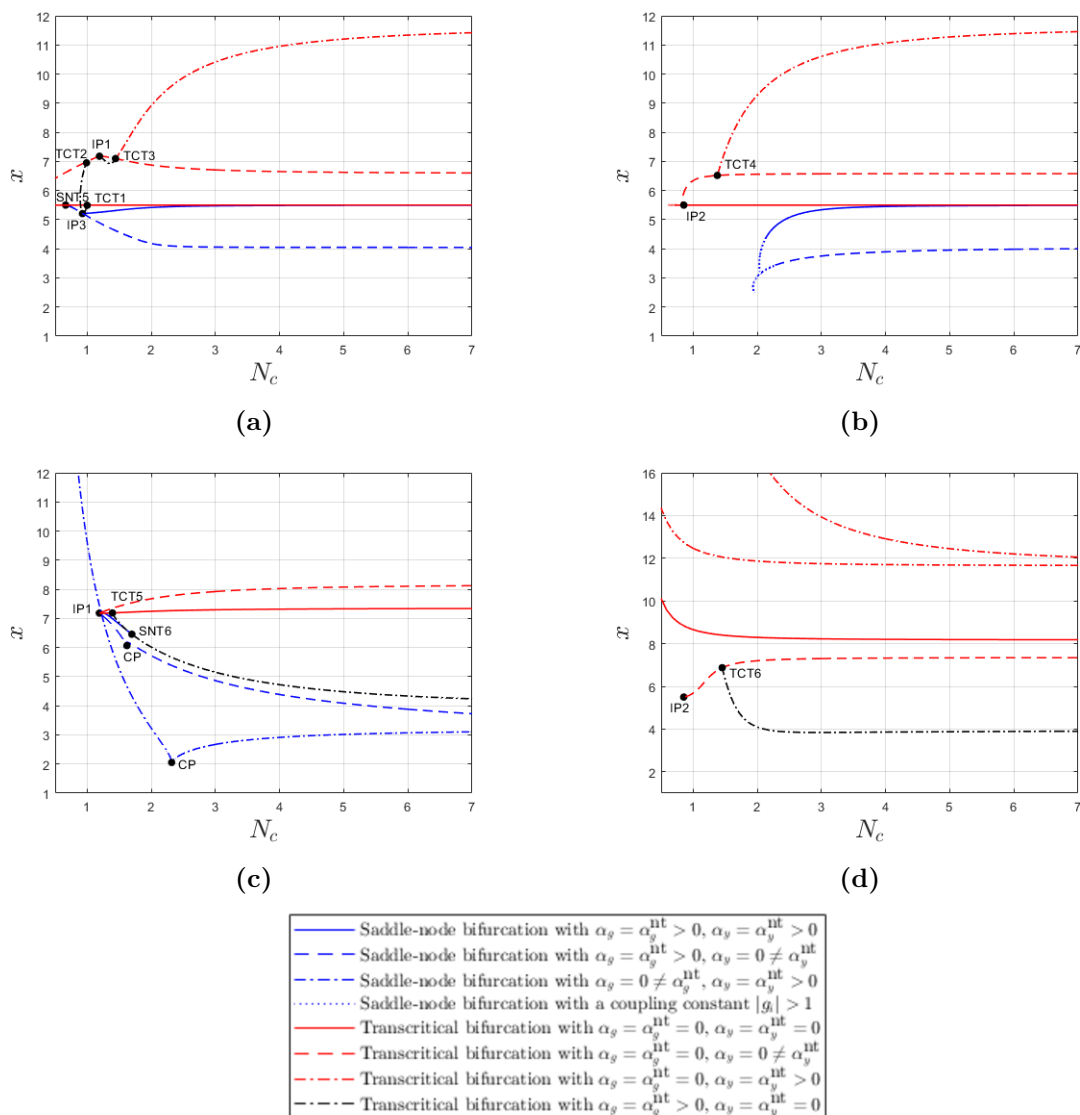 12
11
10
9
8
7
6
5
4
3
2
1
x
TCT2
IP1
TCT3
SNT5
TCT1
IP3
1 2 3 4 5 6 7
N_c
(a)
12
11
10
9
8
7
6
5
4
3
2
1
x
TCT4
IP2
1 2 3 4 5 6 7
N_c
(b)
12
11
10
9
8
7
6
5
4
3
2
1
x
IP1
TCT5
SNT6
CP
CP
1 2 3 4 5 6 7
N_c
(c)
16
14
12
10
8
6
4
2
x
TCT6
IP2
1 2 3 4 5 6 7
N_c
(d)
Saddle-node bifurcation with α_g = α_g^nt > 0, α_y = α_y^nt > 0
Saddle-node bifurcation with α_g = α_g^nt > 0, α_y = 0 ≠ α_y^nt
Saddle-node bifurcation with α_g = 0 ≠ α_g^nt, α_y = α_y^nt > 0
Saddle-node bifurcation with a coupling constant |g_i| > 1
Transcritical bifurcation with α_g = α_g^nt = 0, α_y = α_y^nt = 0
Transcritical bifurcation with α_g = α_g^nt = 0, α_y = 0 ≠ α_y^nt
Transcritical bifurcation with α_g = α_g^nt = 0, α_y = α_y^nt > 0
Transcritical bifurcation with α_g = α_g^nt > 0, α_y = α_y^nt = 0